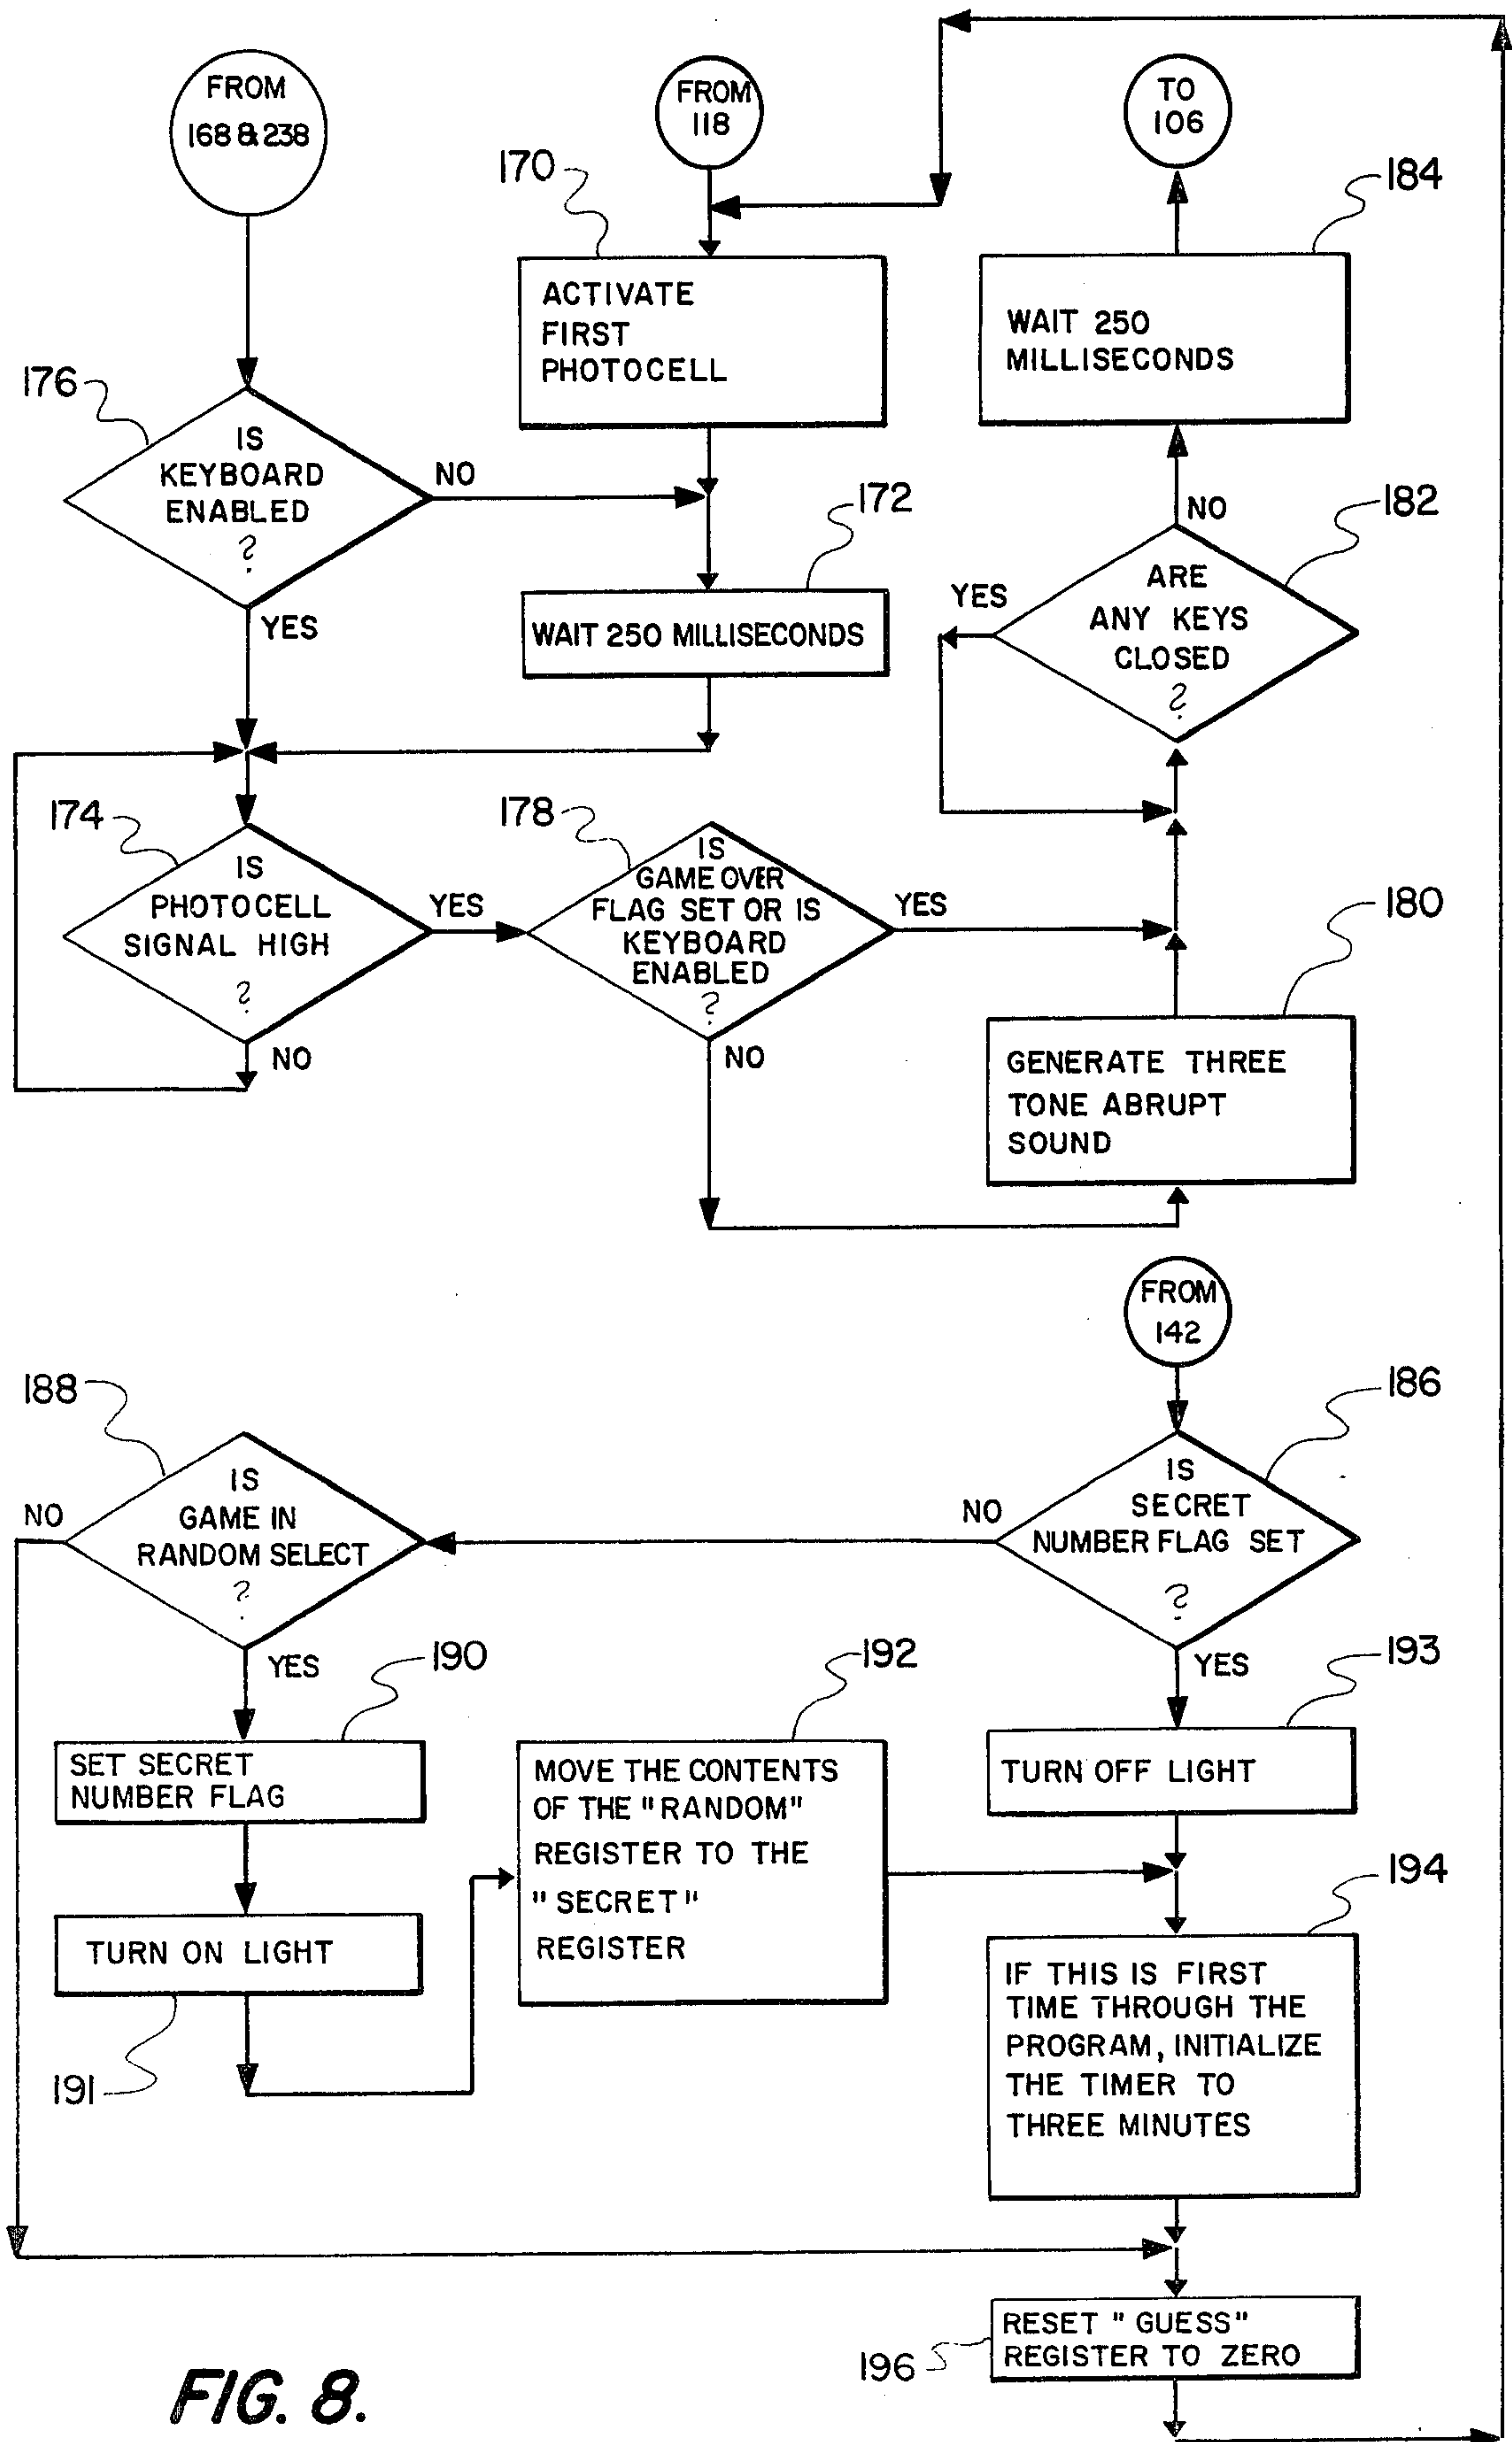 FROM
168 & 238
FROM
118
TO
106
170
184
ACTIVATE
FIRST
PHOTOCELL
WAIT 250
MILLISECONDS
176
IS
KEYBOARD
ENABLED
?
NO
YES
172
WAIT 250 MILLISECONDS
182
NO
ARE
ANY KEYS
CLOSED
?
YES
174
IS
PHOTOCELL
SIGNAL HIGH
?
YES
NO
178
IS
GAME OVER
FLAG SET OR IS
KEYBOARD
ENABLED
?
YES
NO
180
GENERATE THREE
TONE ABRUPT
SOUND
FROM
142
188
IS
GAME IN
RANDOM SELECT
?
NO
YES
186
IS
SECRET
NUMBER FLAG SET
?
NO
YES
190
SET SECRET
NUMBER FLAG
192
MOVE THE CONTENTS
OF THE "RANDOM"
REGISTER TO THE
"SECRET"
REGISTER
193
TURN OFF LIGHT
TURN ON LIGHT
191
194
IF THIS IS FIRST
TIME THROUGH THE
PROGRAM, INITIALIZE
THE TIMER TO
THREE MINUTES
RESET "GUESS"
REGISTER TO ZERO
196
FIG. 8.